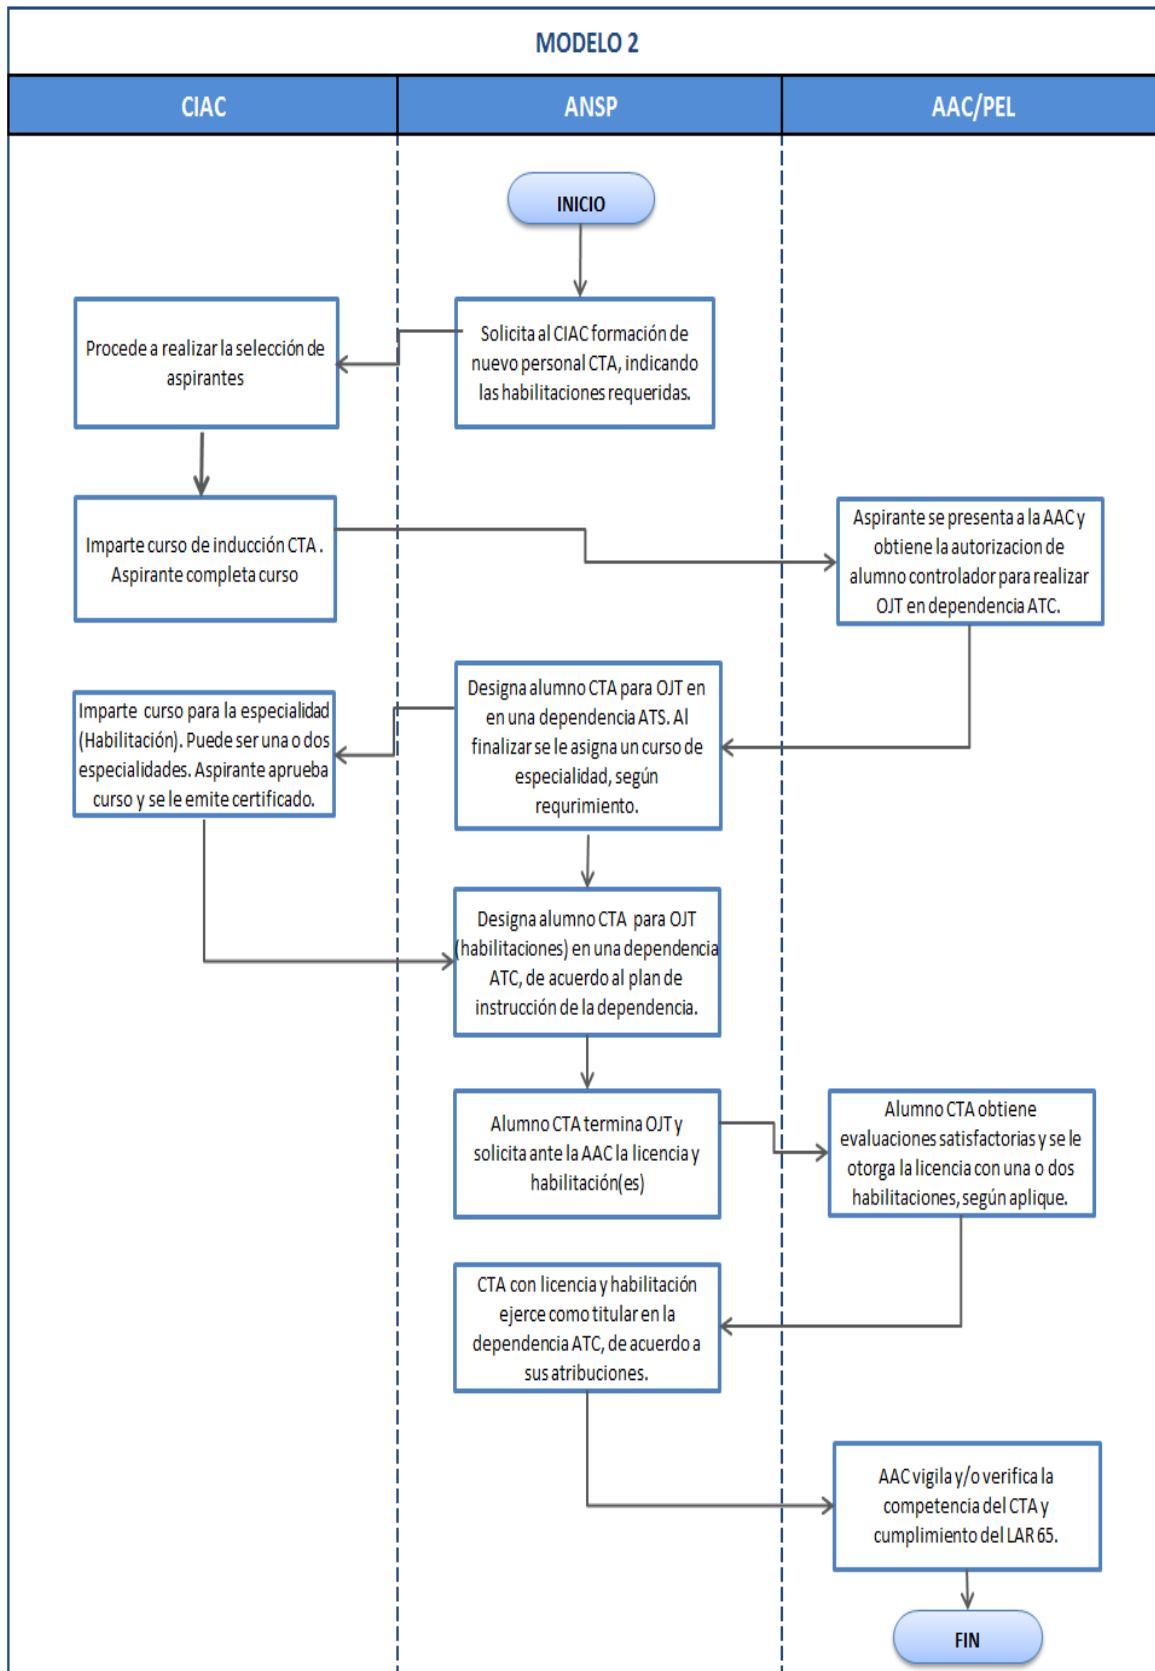 MODELO 2
CIAC
ANSP
AAC/PEL
INICIO
Solicita al CIAC formación de
nuevo personal CTA, indicando
las habilitaciones requeridas.
Procede a realizar la selección de
aspirantes
Imparte curso de inducción CTA .
Aspirante completa curso
Aspirante se presenta a la AAC y
obtiene la autorizacion de
alumno controlador para realizar
OJT en dependencia ATC.
Designa alumno CTA para OJT en
en una dependencia ATS. Al
finalizar se le asigna un curso de
especialidad, según
requrimiento.
Imparte curso para la especialidad
(Habilitación). Puede ser una o dos
especialidades. Aspirante aprueba
curso y se le emite certificado.
Designa alumno CTA para OJT
(habilitaciones) en una dependencia
ATC, de acuerdo al plan de
instrucción de la dependencia.
Alumno CTA termina OJT y
solicita ante la AAC la licencia y
habilitación(es)
Alumno CTA obtiene
evaluaciones satisfactorias y se le
otorga la licencia con una o dos
habilitaciones, según aplique.
CTA con licencia y habilitación
ejerce como titular en la
dependencia ATC, de acuerdo a
sus atribuciones.
AAC vigila y/o verifica la
competencia del CTA y
cumplimiento del LAR 65.
FIN